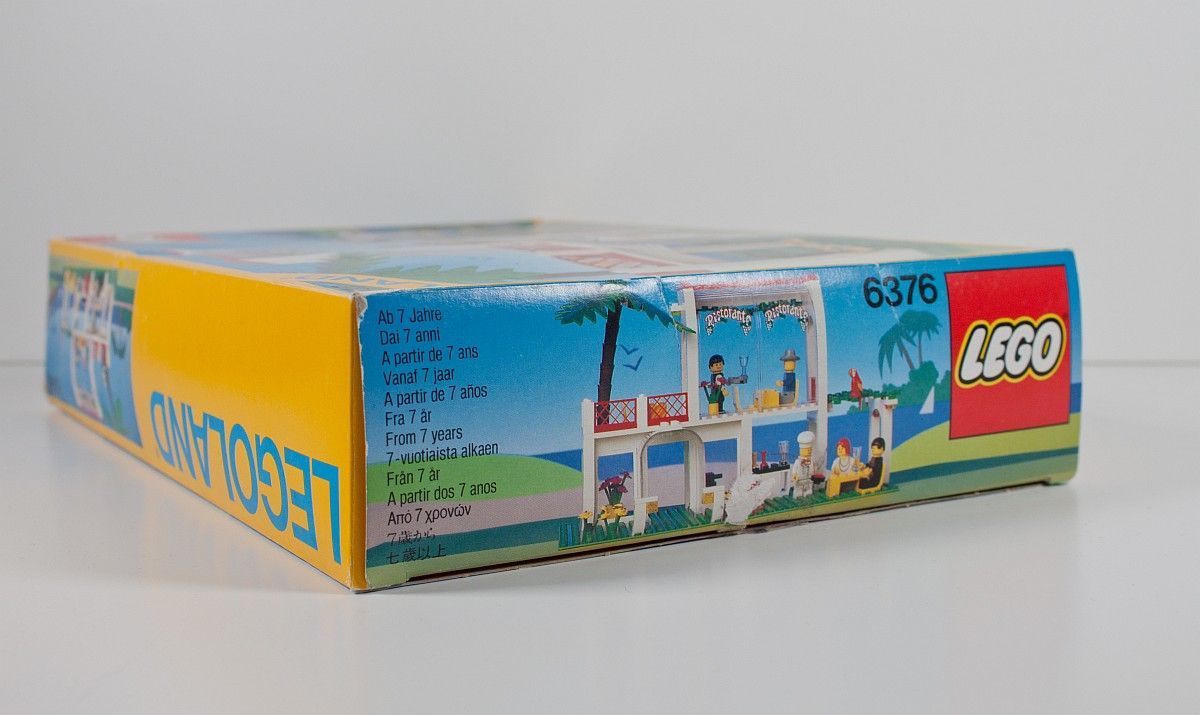 LEGOLAND
AND
Ab 7 Jahre
Dai 7 anni
A partir de 7 ans
Vanaf 7 jaar
A partir de 7 años
Fra 7 år
From 7 years
7-vuotiaista alkaen
Från 7 år
A partir dos 7 anos
Από 7 χρονών
7歳から
七歲以上
Ristorante Ristorante
6376
LEGO